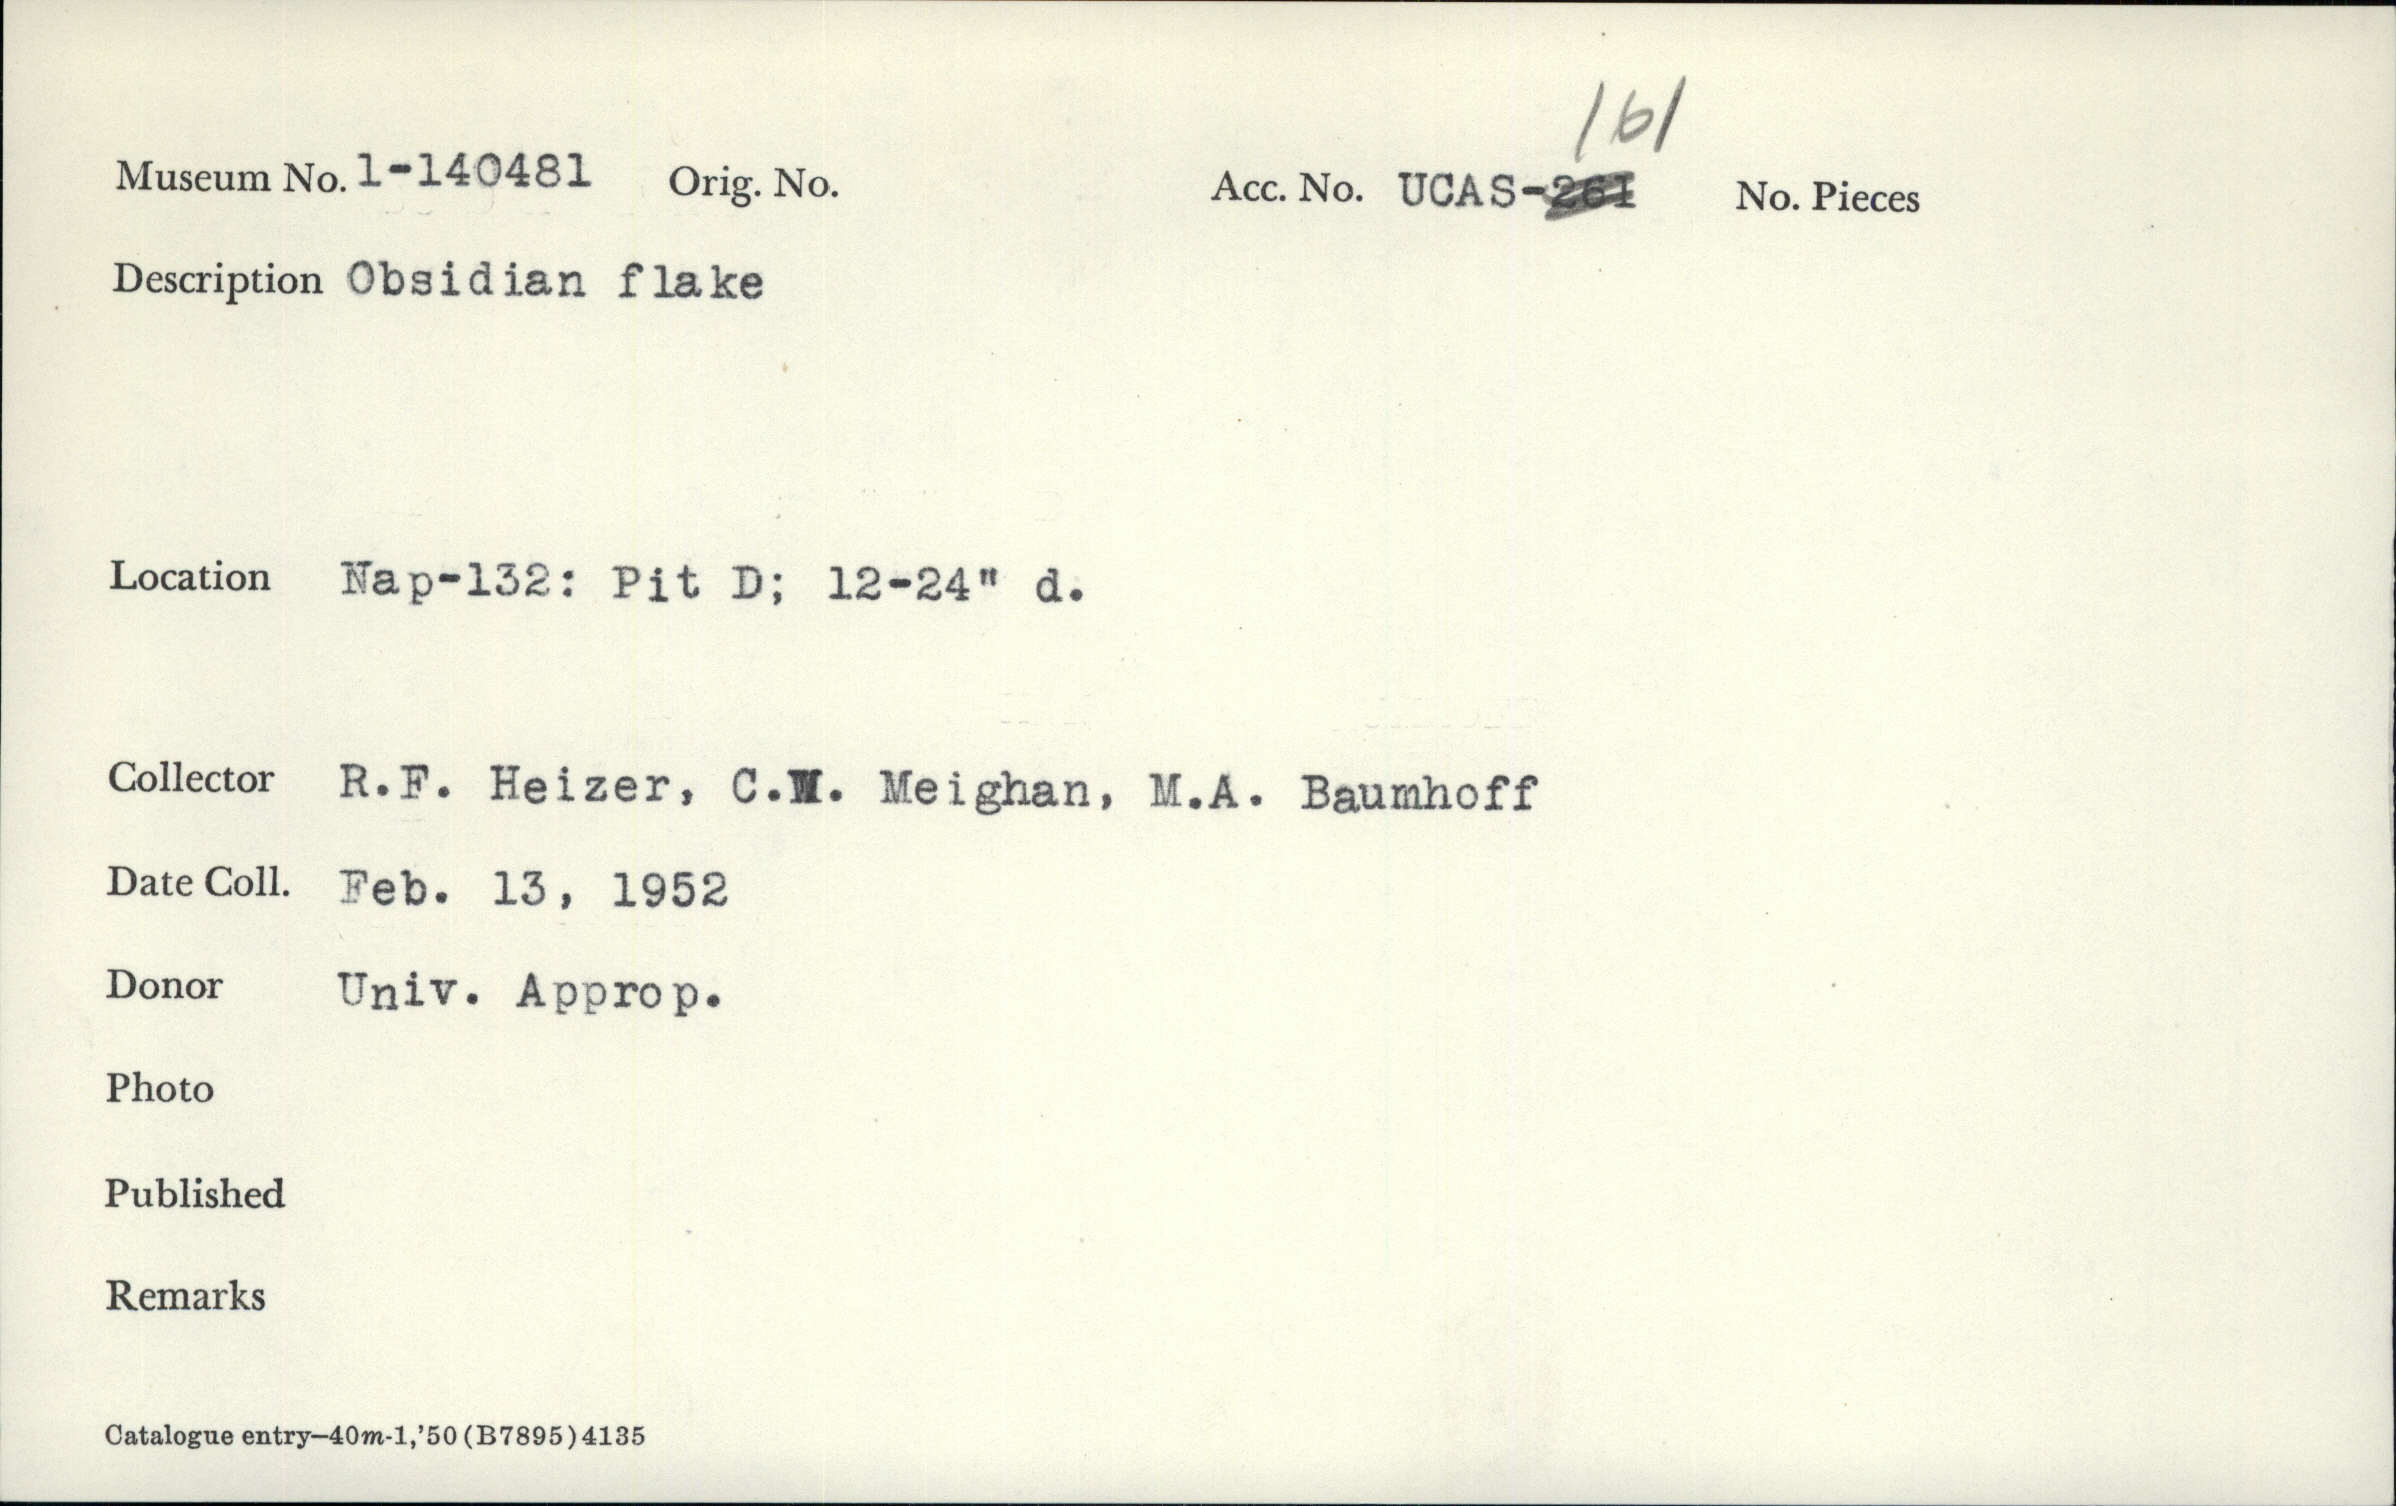 161
Museum No. 1-140481 Orig. No. Acc. No. UCAS-261 No. Pieces
Description Obsidian flake
Location Nap-132: Pit D; 12-24" d.
Collector R.F. Heizer, C.W. Meighan, M.A. Baumhoff
Date Coll. Feb. 13, 1952
Donor Univ. Approp.
Photo
Published
Remarks
Catalogue entry—40m-1,'50 (B7895) 4135